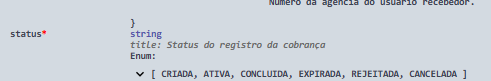 Número da agência do usuário recebedor.
}
status*
string
title: Status do registro da cobrança
Enum:
[ CRIADA, ATIVA, CONCLUIDA, EXPIRADA, REJEITADA, CANCELADA ]